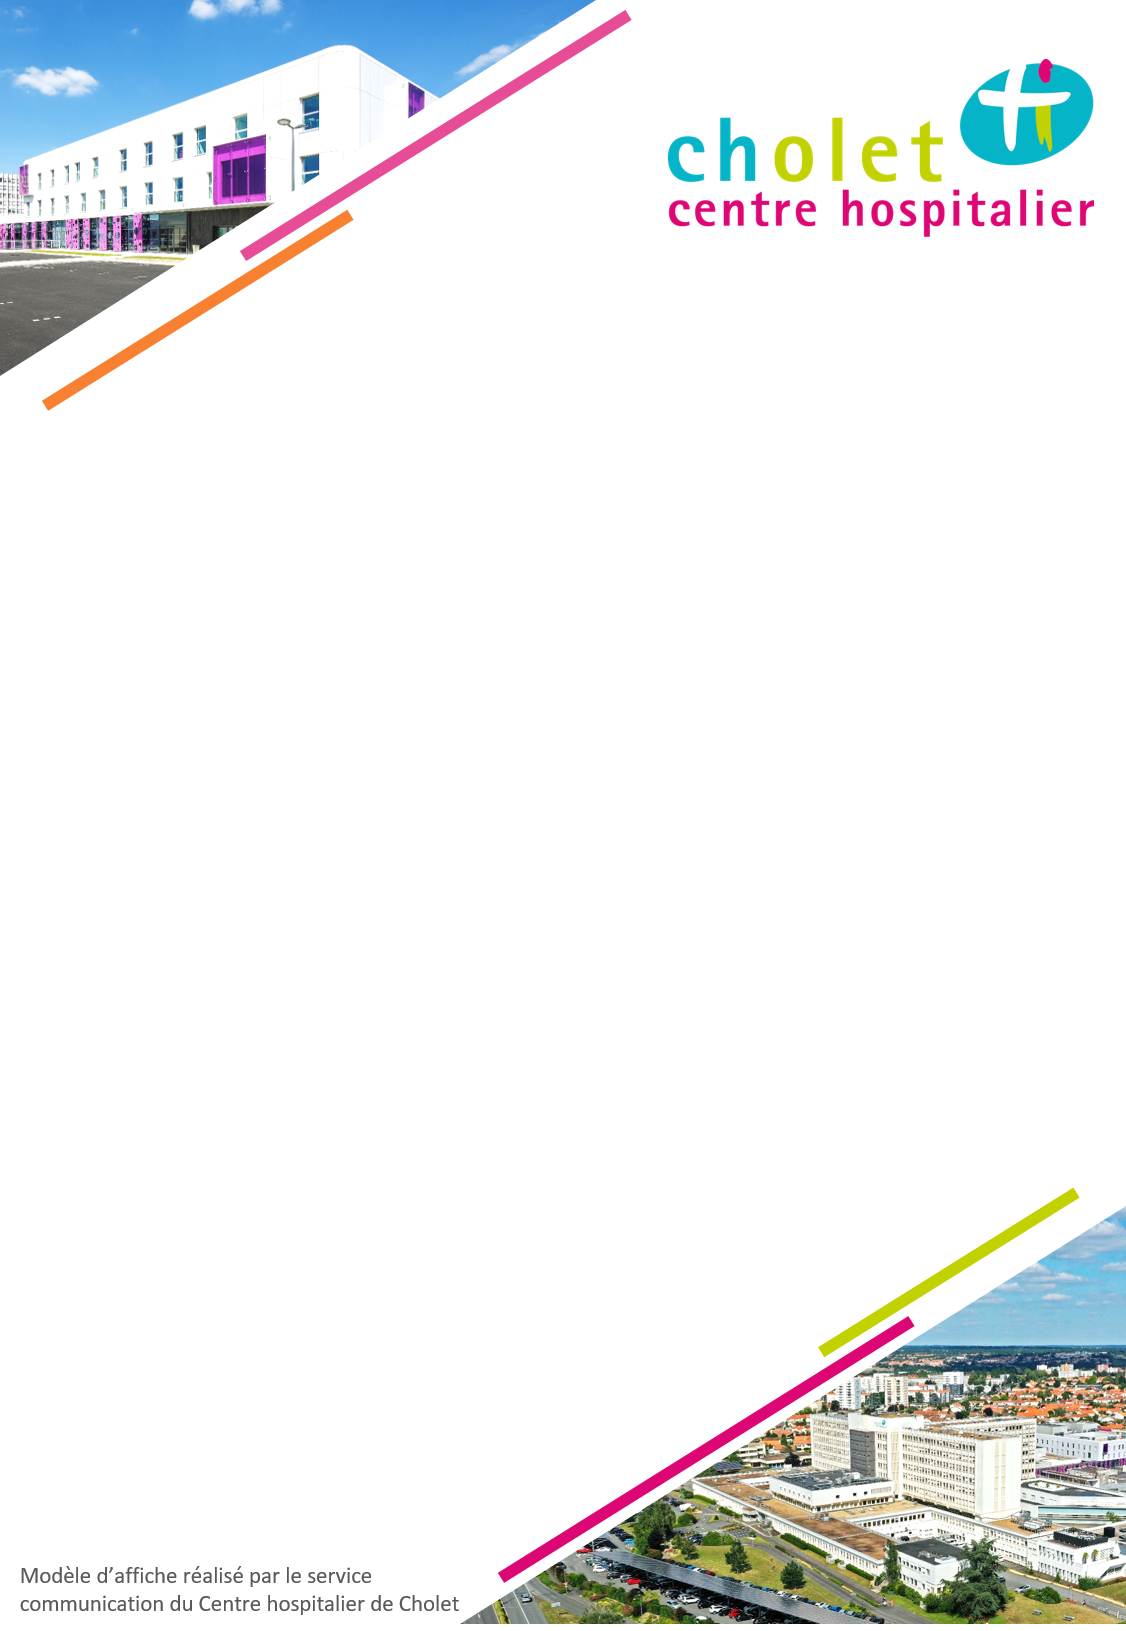 cholet
centre hospitalier
Modèle d’affiche réalisé par le service
communication du Centre hospitalier de Cholet